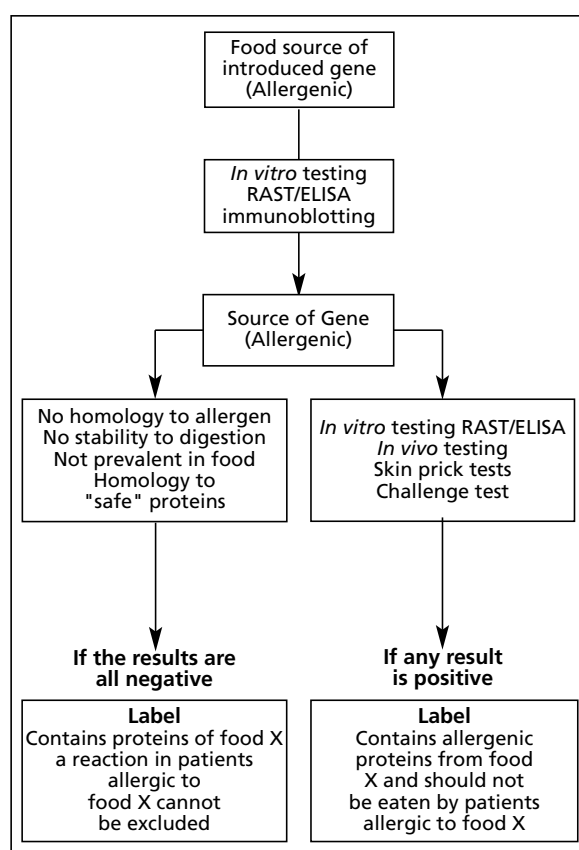 Food source of
introduced gene
(Allergenic)
In vitro testing
RAST/ELISA
immunoblotting
Source of Gene
(Allergenic)
No homology to allergen
No stability to digestion
Not prevalent in food
Homology to
"safe" proteins
In vitro testing RAST/ELISA
In vivo testing
Skin prick tests
Challenge test
If the results are
all negative
If any result
is positive
Label
Contains proteins of food X
a reaction in patients
allergic to
food X cannot
be excluded
Label
Contains allergenic
proteins from food
X and should not
be eaten by patients
allergic to food X